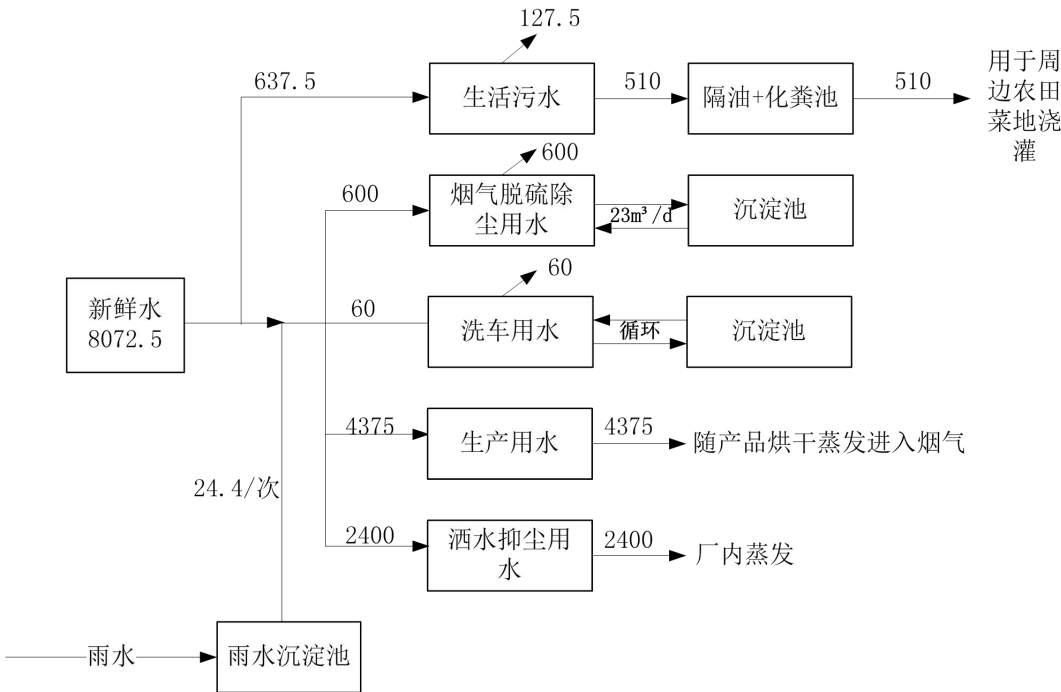 127.5
637.5
生活污水
510
隔油+化粪池
510
用于周
边农田
菜地浇
灌
600
600
烟气脱硫除
尘用水
23m³/d
沉淀池
60
新鲜水
8072.5
60
洗车用水
循环
沉淀池
4375
生产用水
4375
随产品烘干蒸发进入烟气
24.4/次
2400
洒水抑尘用
水
2400
厂内蒸发
雨水
雨水沉淀池